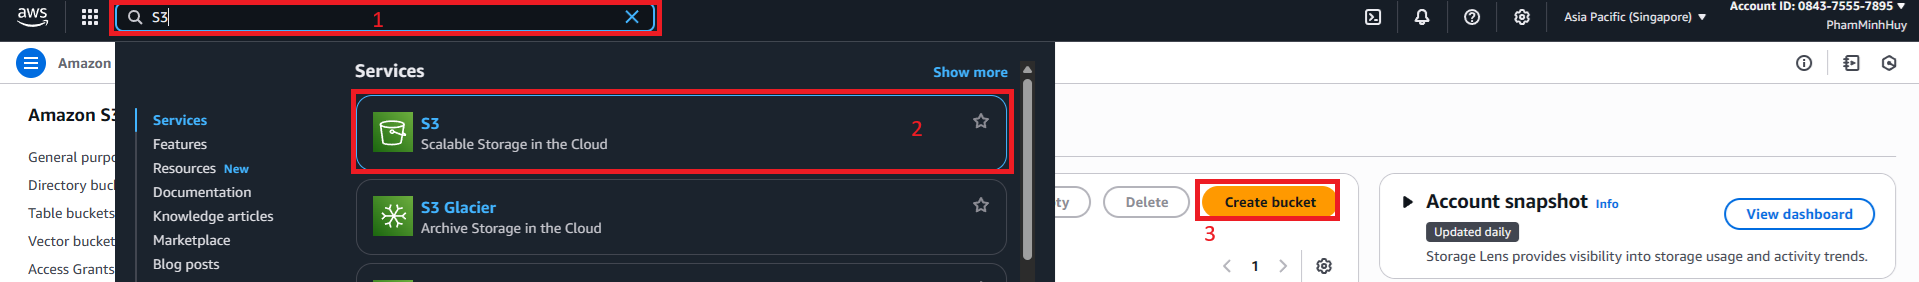 aws
S3
1
Asia Pacific (Singapore)
Account ID: 0843-7555-7895
PhamMinhHuy
Amazon
Services
Show more
Amazon S3
Services
Features
Resources New
Documentation
Knowledge articles
Marketplace
Blog posts
S3
Scalable Storage in the Cloud
2
S3 Glacier
Archive Storage in the Cloud
General purpo
Directory buc
Table buckets
Vector bucket
Access Grants
ty
Delete
Create bucket
3
1
Account snapshot Info
Updated daily
View dashboard
Storage Lens provides visibility into storage usage and activity trends.